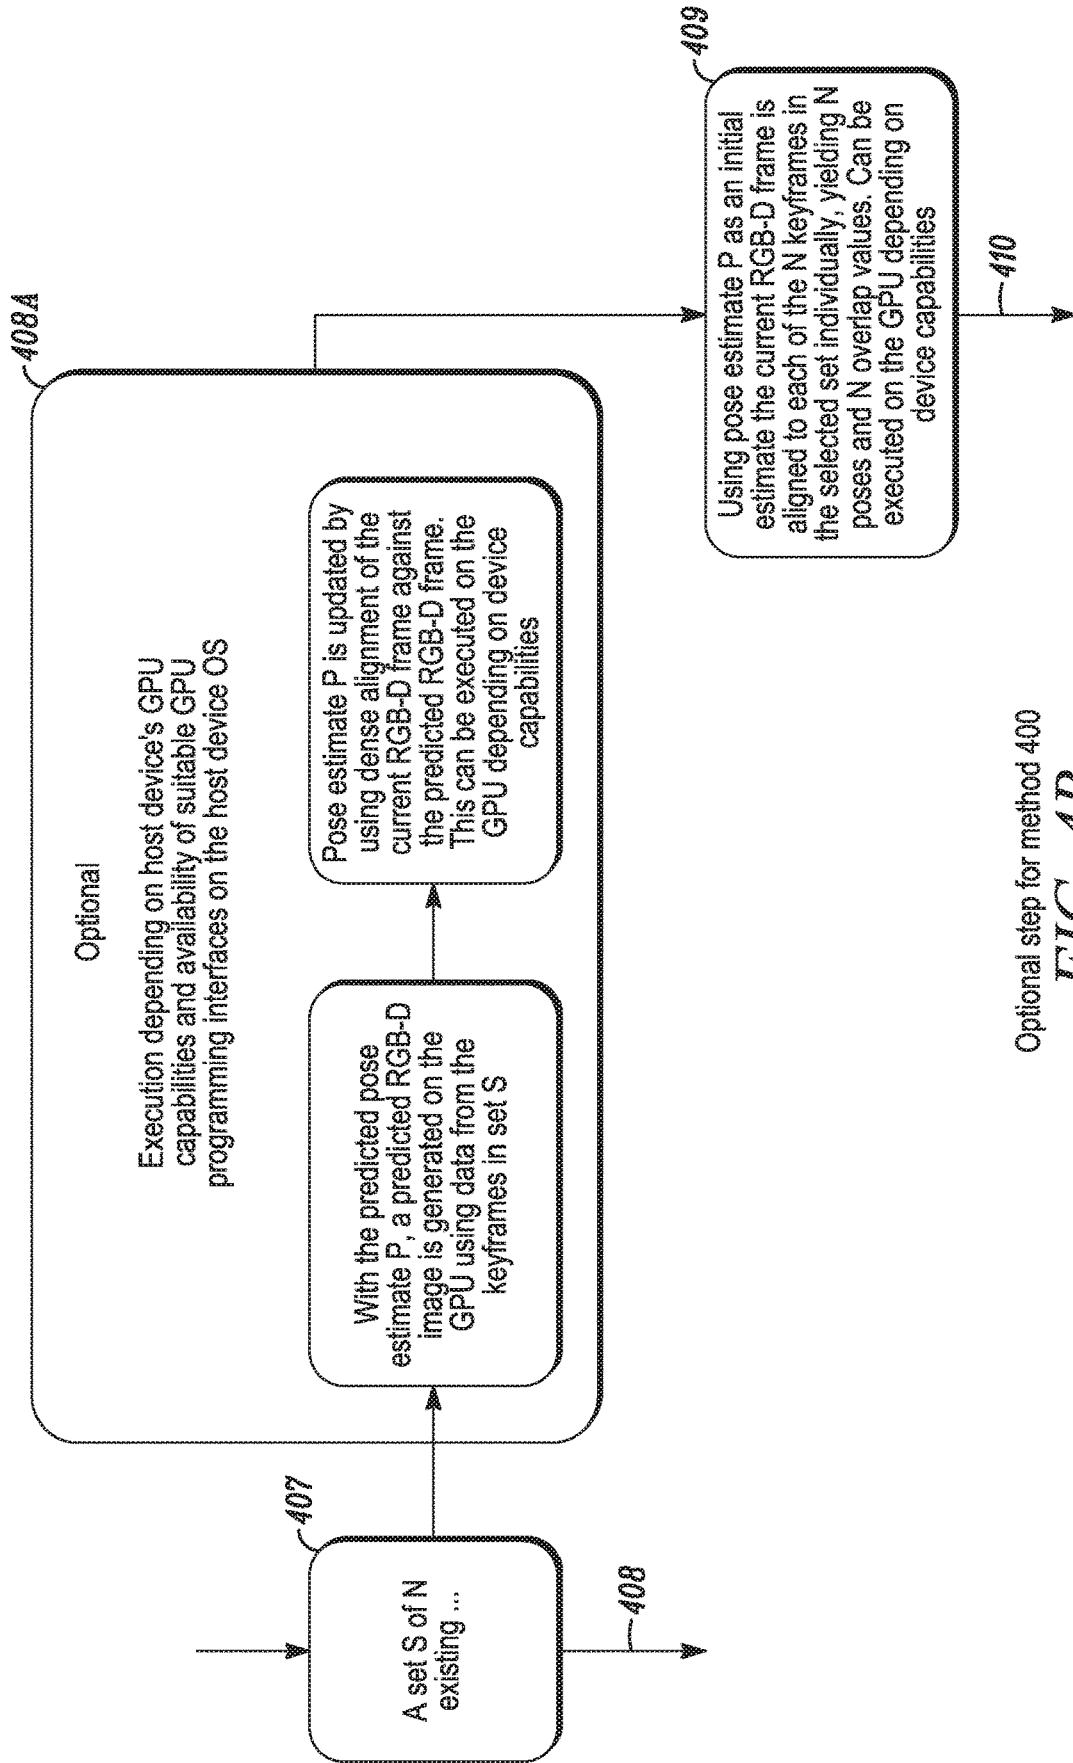 408A
Optional
Execution depending on host device's GPU
capabilities and availability of suitable GPU
programming interfaces on the host device OS
407
A set S of N
existing ...
408
With the predicted pose
estimate P, a predicted RGB-D
image is generated on the
GPU using data from the
keyframes in set S
Pose estimate P is updated by
using dense alignment of the
current RGB-D frame against
the predicted RGB-D frame.
This can be executed on the
GPU depending on device
capabilities
409
Using pose estimate P as an initial
estimate the current RGB-D frame is
aligned to each of the N keyframes in
the selected set individually, yielding N
poses and N overlap values. Can be
executed on the GPU depending on
device capabilities
410
Optional step for method 400